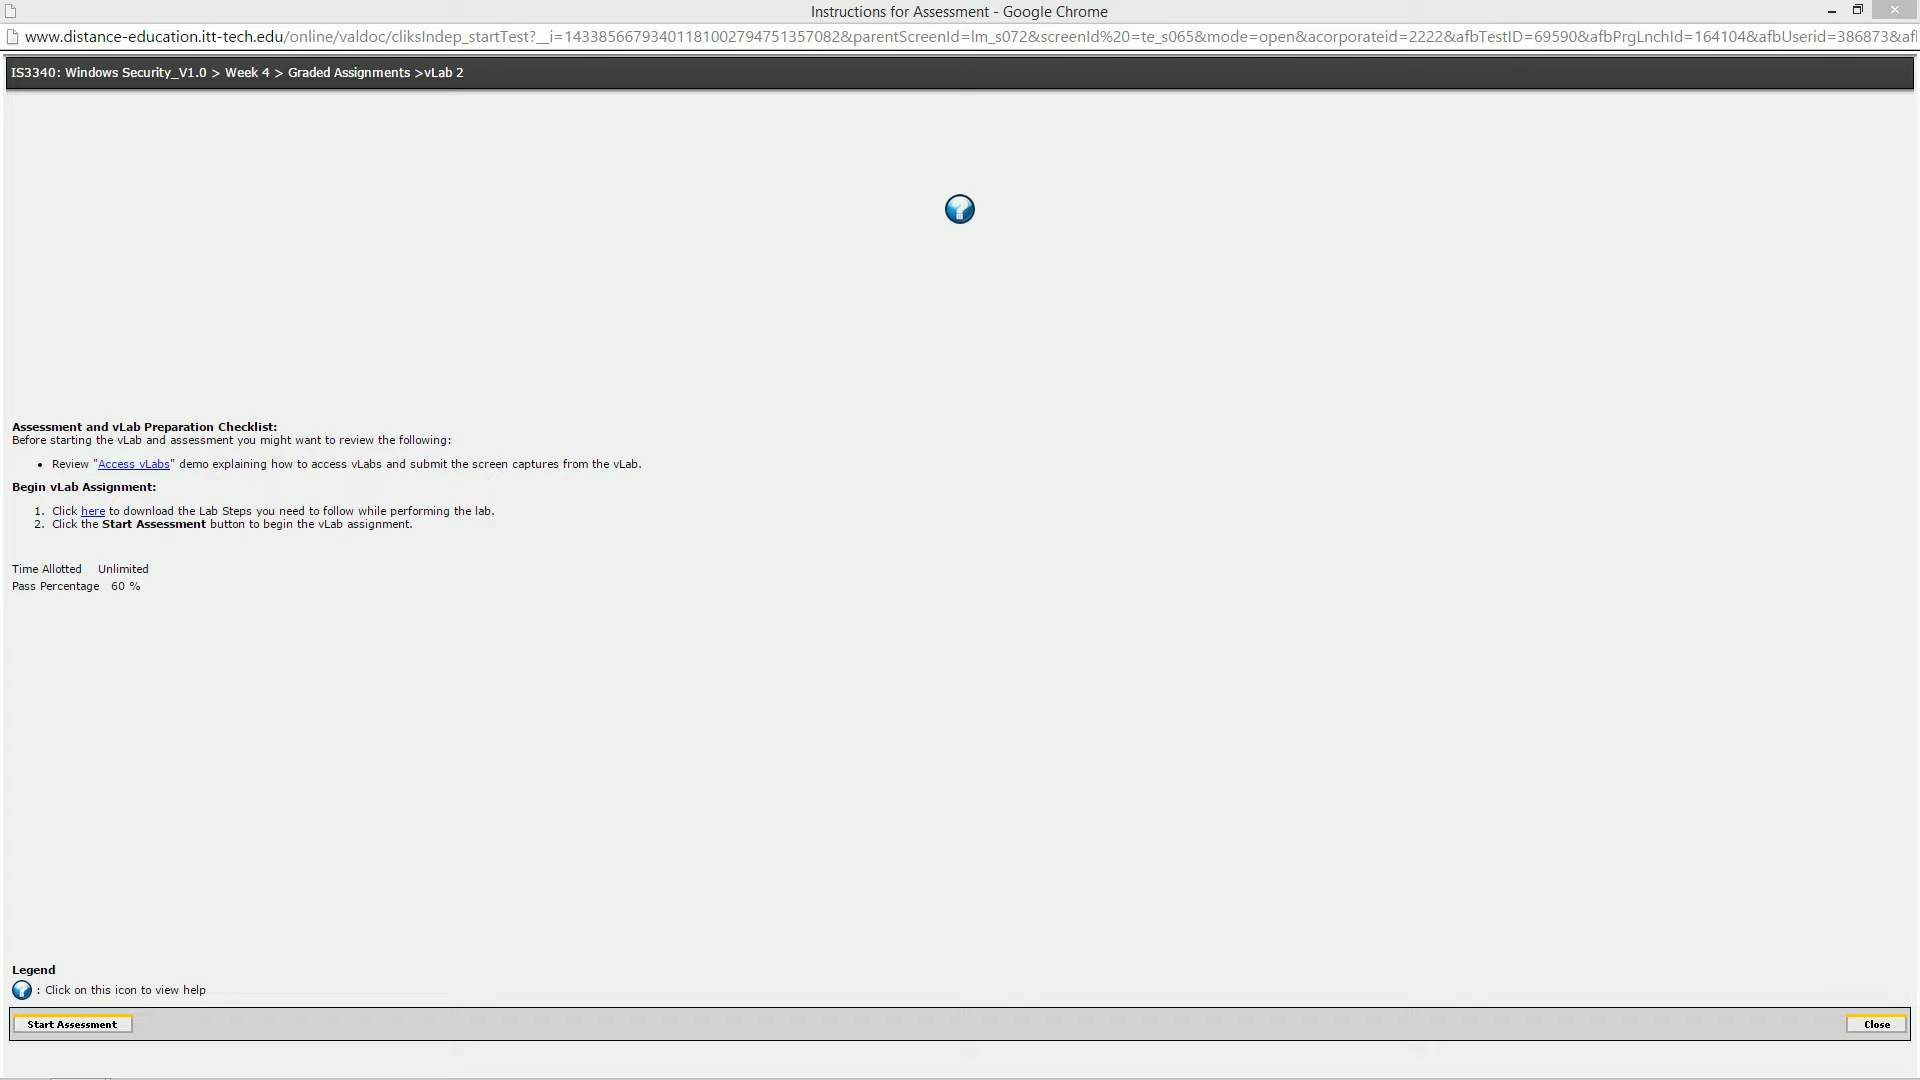 Instructions for Assessment - Google Chrome
www.distance-education.itt-tech.edu/online/valdoc/cliksIndep_startTest?__i=14338566793401181002794751357082&parentScreenId=lm_s072&screenId%20=te_s065&mode=open&acorporateid=2222&afbTestID=69590&afbPrgLnchId=164104&afbUserid=386873&afl
IS3340: Windows Security_V1.0 > Week 4 > Graded Assignments >vLab 2
Assessment and vLab Preparation Checklist:
Before starting the vLab and assessment you might want to review the following:
• Review "Access vLabs" demo explaining how to access vLabs and submit the screen captures from the vLab.
Begin vLab Assignment:
1. Click here to download the Lab Steps you need to follow while performing the lab.
2. Click the Start Assessment button to begin the vLab assignment.
Time Allotted Unlimited
Pass Percentage 60 %
Legend
: Click on this icon to view help
Start Assessment
Close